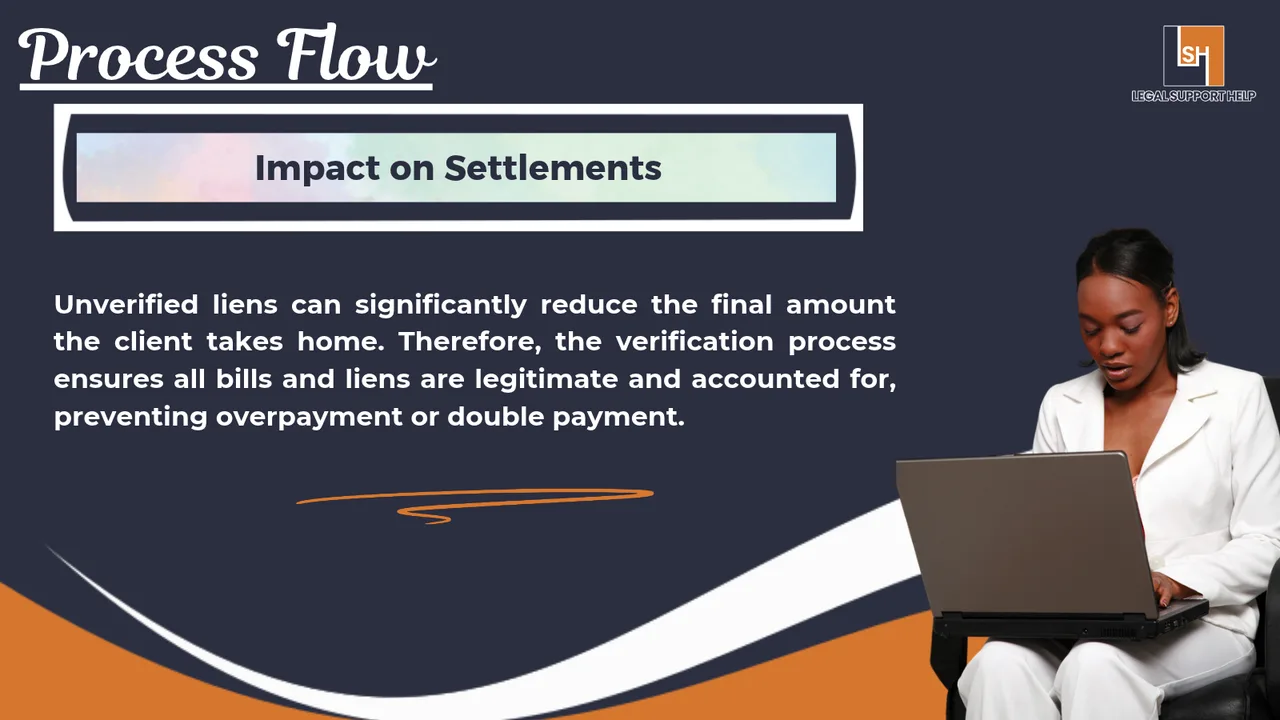 Process Flow
SH
LEGAL SUPPORT HELP
Impact on Settlements
Unverified liens can significantly reduce the final amount
the client takes home. Therefore, the verification process
ensures all bills and liens are legitimate and accounted for,
preventing overpayment or double payment.